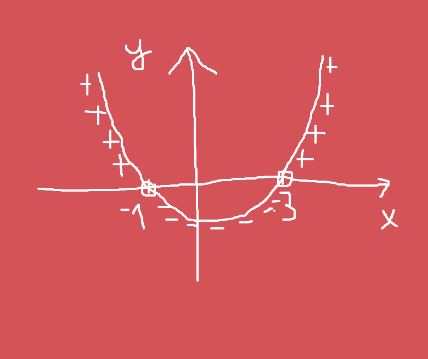 y
+ +
+ +
+ +
+ +
-1 - - - - - - 3
x